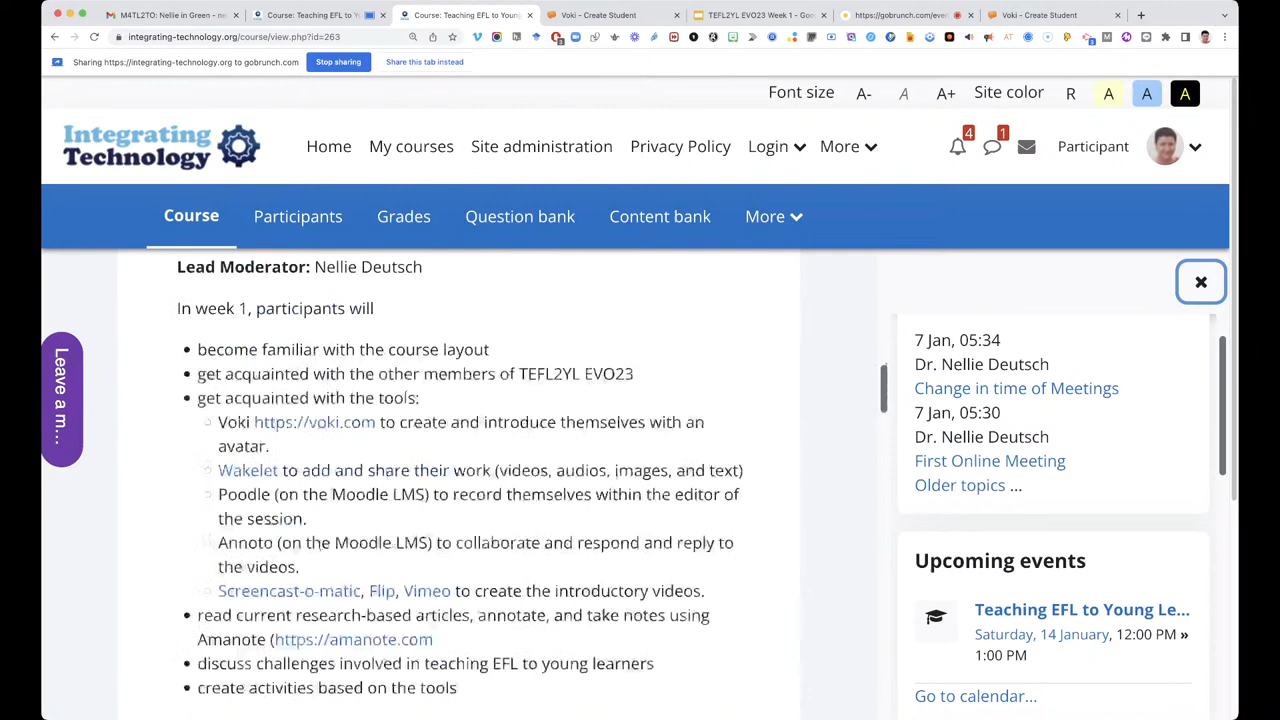 M4TL2TO: Nellie in Green - ne
Course: Teaching EFL to Y
Course: Teaching EFL to Young
Voki - Create Student
TEFL2YL EVO23 Week 1 - Goo
https://gobrunch.com/even
Voki - Create Student
integrating-technology.org/course/view.php?id=263
Sharing https://integrating-technology.org to gobrunch.com
Stop sharing
Share this tab instead
Font size A- A A+ Site color R A A A
Integrating
Technology
Home My courses Site administration Privacy Policy Login More
4 1 Participant
Course Participants Grades Question bank Content bank More
Lead Moderator: Nellie Deutsch
In week 1, participants will
become familiar with the course layout
get acquainted with the other members of TEFL2YL EVO23
get acquainted with the tools:
Voki https://voki.com to create and introduce themselves with an
avatar.
Wakelet to add and share their work (videos, audios, images, and text)
Poodle (on the Moodle LMS) to record themselves within the editor of
the session.
Annoto (on the Moodle LMS) to collaborate and respond and reply to
the videos.
Screencast-o-matic, Flip, Vimeo to create the introductory videos.
read current research-based articles, annotate, and take notes using
Amanote (https://amanote.com
discuss challenges involved in teaching EFL to young learners
create activities based on the tools
Leave a m...
7 Jan, 05:34
Dr. Nellie Deutsch
Change in time of Meetings
7 Jan, 05:30
Dr. Nellie Deutsch
First Online Meeting
Older topics ...
Upcoming events
Teaching EFL to Young Le...
Saturday, 14 January, 12:00 PM »
1:00 PM
Go to calendar...